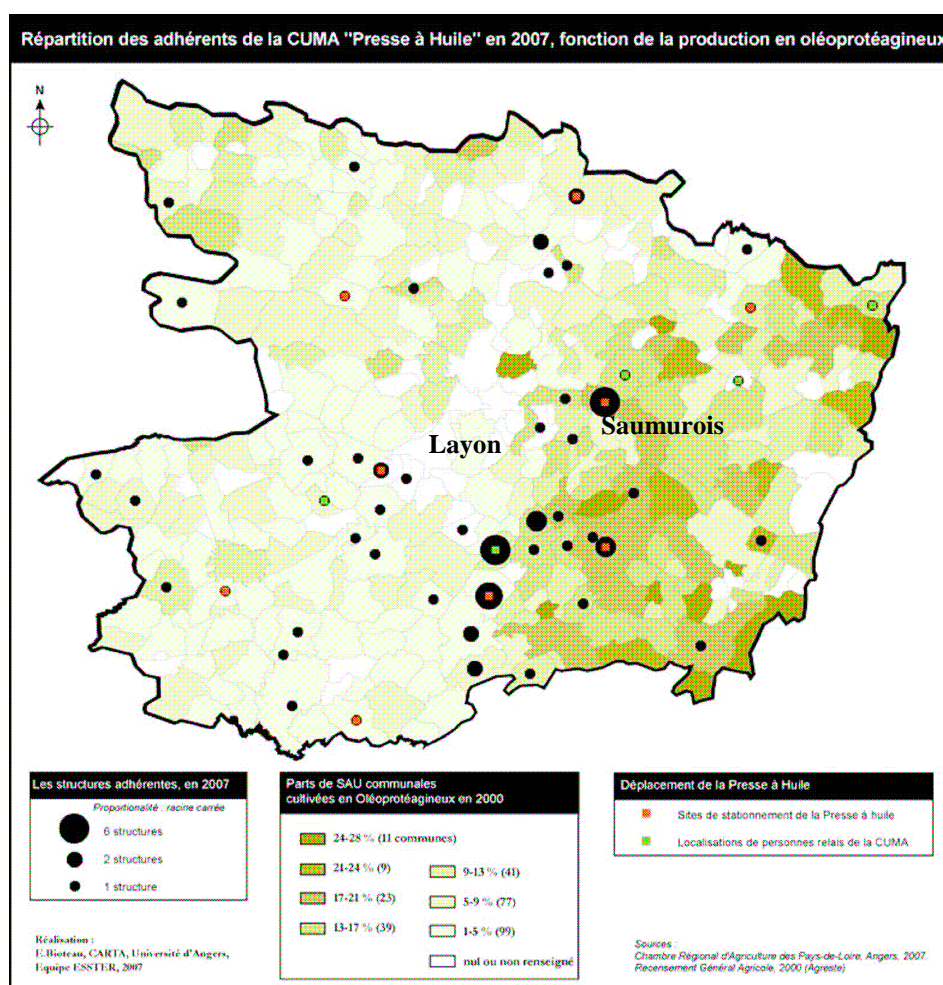 Répartition des adhérents de la CUMA "Presse à Huile" en 2007, fonction de la production en oléoprotéagineux
N
Layon
Saumurois
Les structures adhérentes, en 2007
Proportionalité : racine carrée
6 structures
2 structures
1 structure
Réalisation :
E.Bioteau, CARTA, Université d'Angers,
Equipe ESSTER, 2007
Parts de SAU communales
cultivées en Oléoprotéagineux en 2000
24-28 % (11 communes)
21-24 % (9)
17-21 % (23)
13-17 % (39)
9-13 % (41)
5-9 % (77)
1-5 % (99)
nul ou non renseigné
Déplacement de la Presse à Huile
Sites de stationnement de la Presse à huile
Localisations de personnes relais de la CUMA
Sources :
Chambre Régional d'Agriculture des Pays-de-Loire, Angers, 2007.
Recensement Général Agricole, 2000 (Agreste)